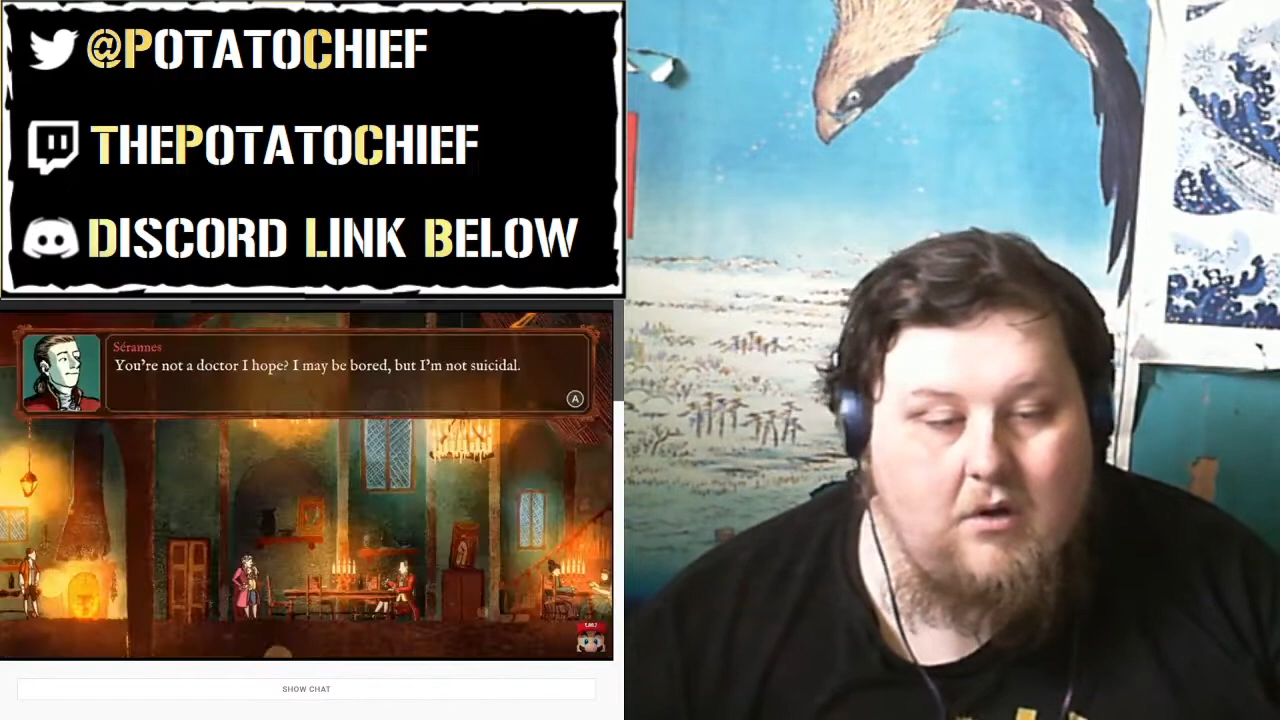 @POTATOCHIEF
THEPOTATOCHIEF
DISCORD LINK BELOW
Sérannes
You're not a doctor I hope? I may be bored, but I'm not suicidal.
A
SHOW CHAT